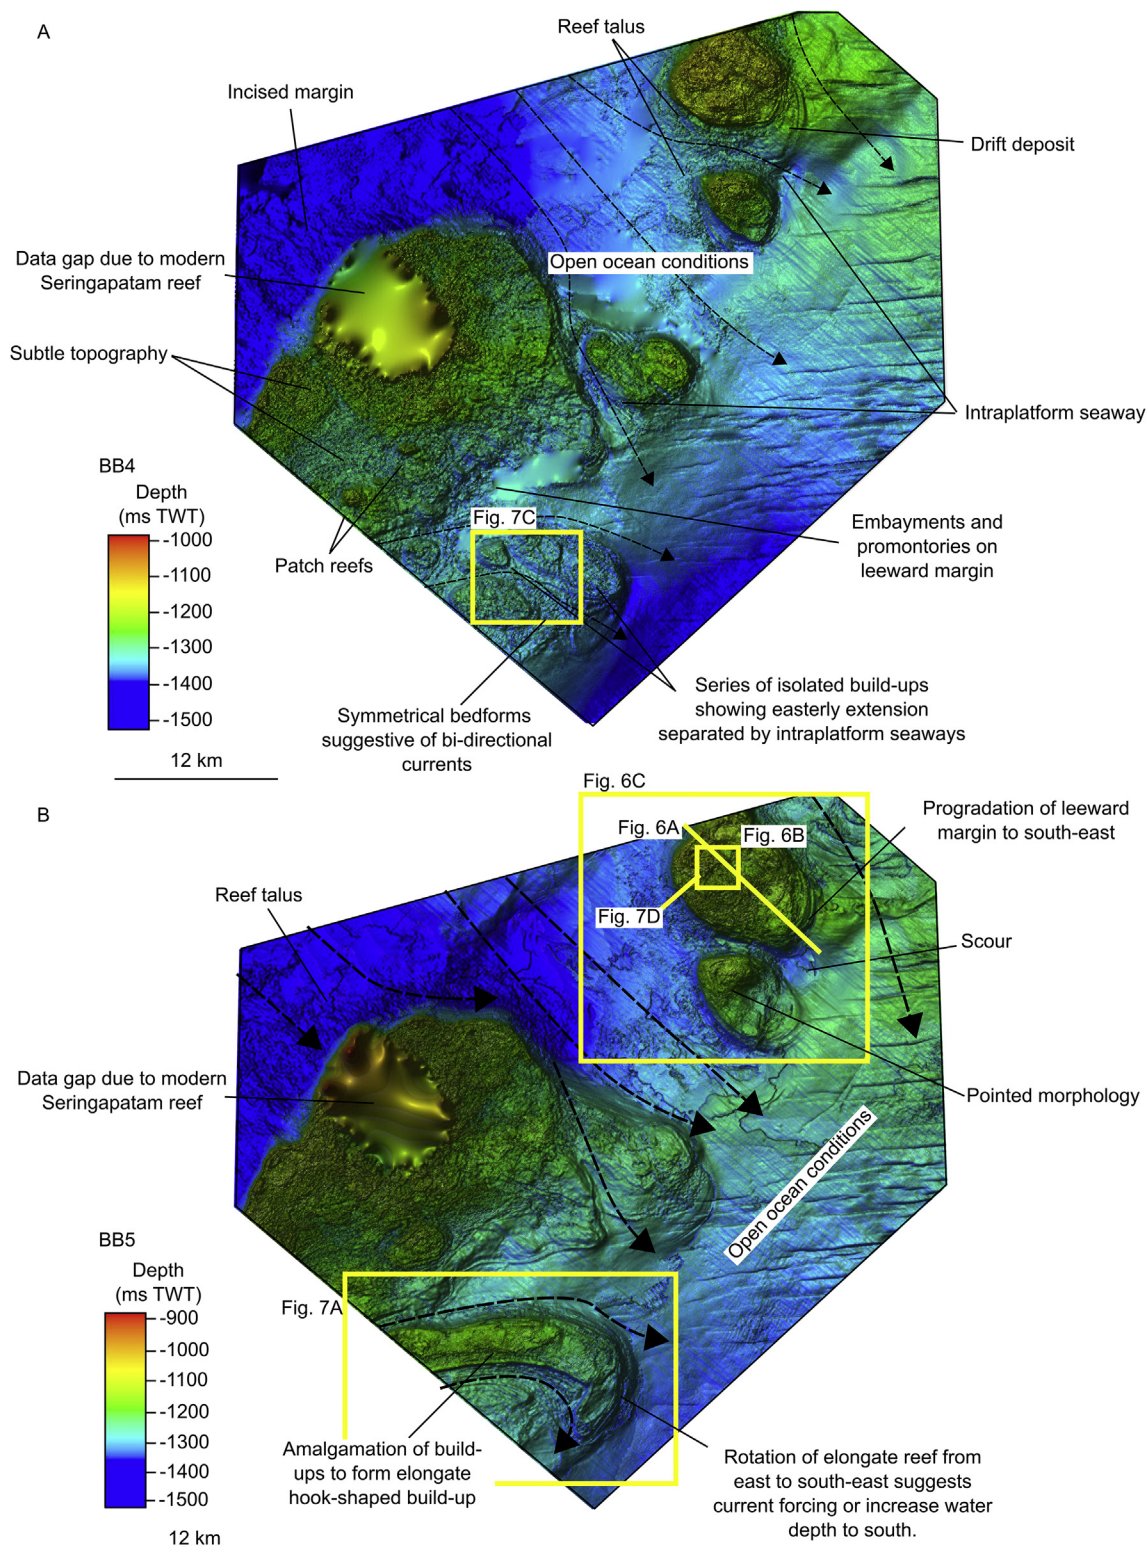 A
Reef talus
Incised margin
Drift deposit
Data gap due to modern
Seringapatam reef
Open ocean conditions
Subtle topography
Intraplatform seaway
BB4
Depth
(ms TWT)
-1000
-1100
-1200
-1300
-1400
-1500
Fig. 7C
Patch reefs
Embayments and
promontories on
leeward margin
Symmetrical bedforms
suggestive of bi-directional
currents
Series of isolated build-ups
showing easterly extension
separated by intraplatform seaways
12 km
B
Fig. 6C
Fig. 6A
Fig. 6B
Fig. 7D
Progradation of leeward
margin to south-east
Reef talus
Scour
Data gap due to modern
Seringapatam reef
Pointed morphology
Open ocean conditions
BB5
Depth
(ms TWT)
-900
-1000
-1100
-1200
-1300
-1400
-1500
Fig. 7A
Amalgamation of build-
ups to form elongate
hook-shaped build-up
Rotation of elongate reef from
east to south-east suggests
current forcing or increase water
depth to south.
12 km